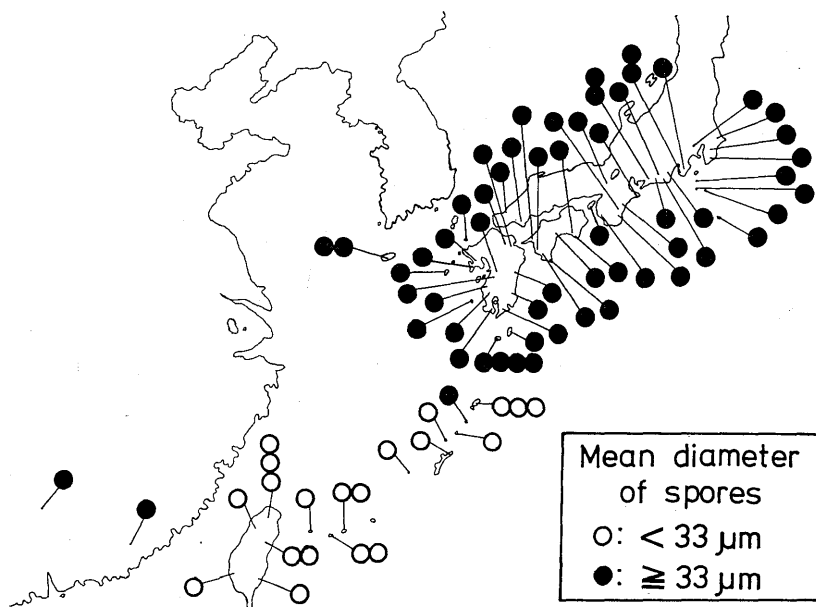 Mean diameter
of spores
○: < 33 µm
●: ≧ 33 µm